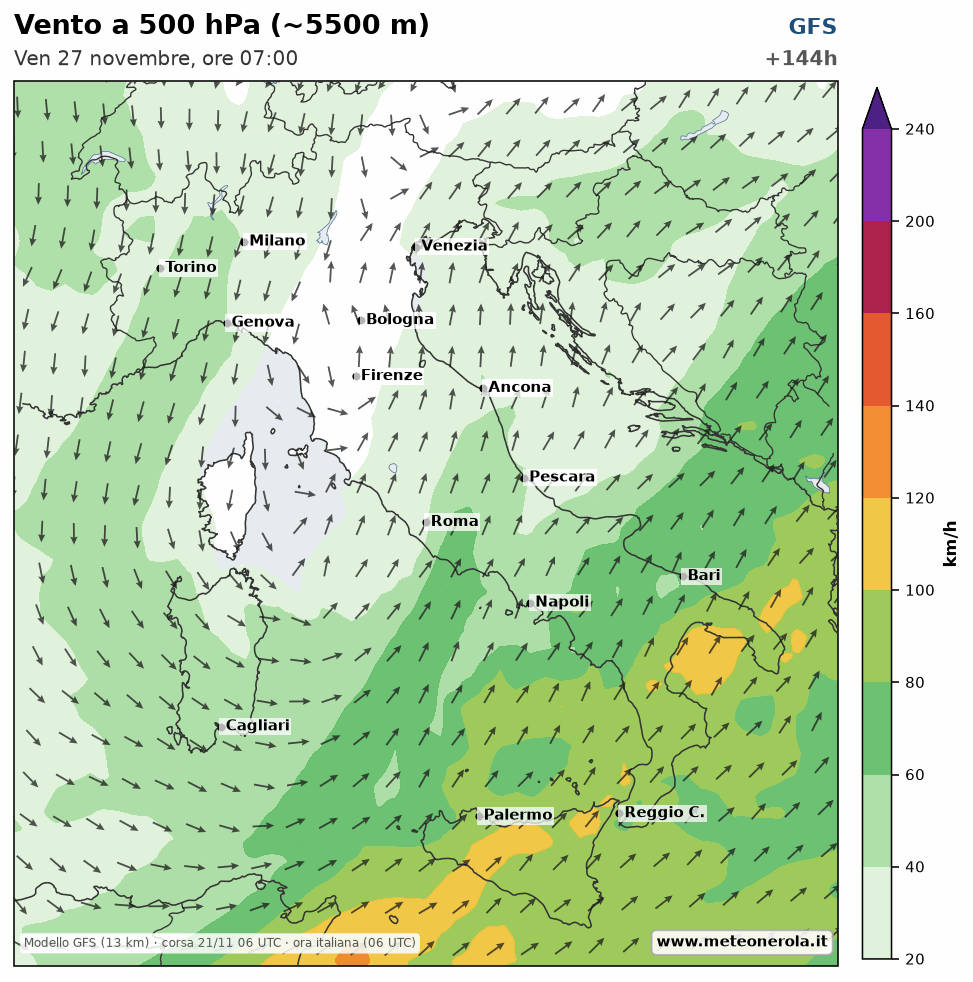 Vento a 500 hPa (~5500 m)
GFS
Ven 27 novembre, ore 07:00
+144h
240
200
160
140
120
100
80
60
40
20
km/h
Milano
Venezia
Torino
Genova
Bologna
Firenze
Ancona
Pescara
Roma
Bari
Napoli
Cagliari
Palermo
Reggio C.
Modello GFS (13 km) · corsa 21/11 06 UTC · ora italiana (06 UTC)
www.meteonerola.it